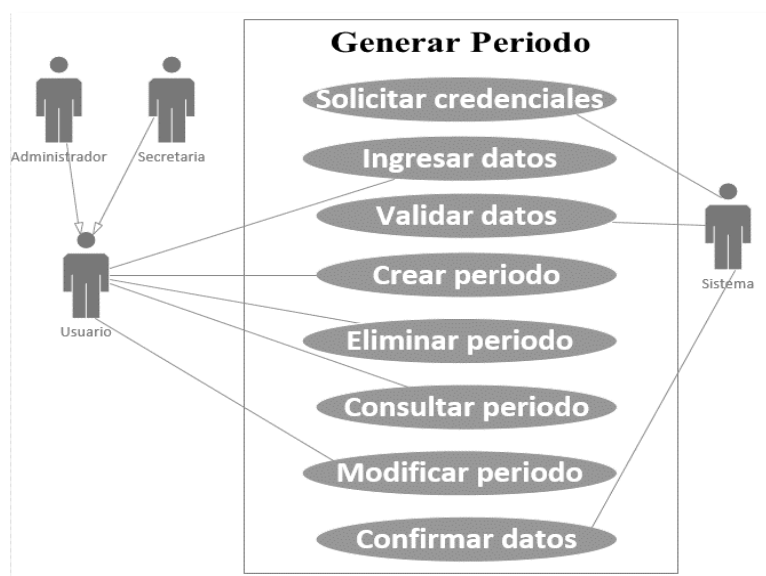 Generar Periodo
Solicitar credenciales
Administrador
Secretaria
Ingresar datos
Validar datos
Crear periodo
Sistema
Usuario
Eliminar periodo
Consultar periodo
Modificar periodo
Confirmar datos